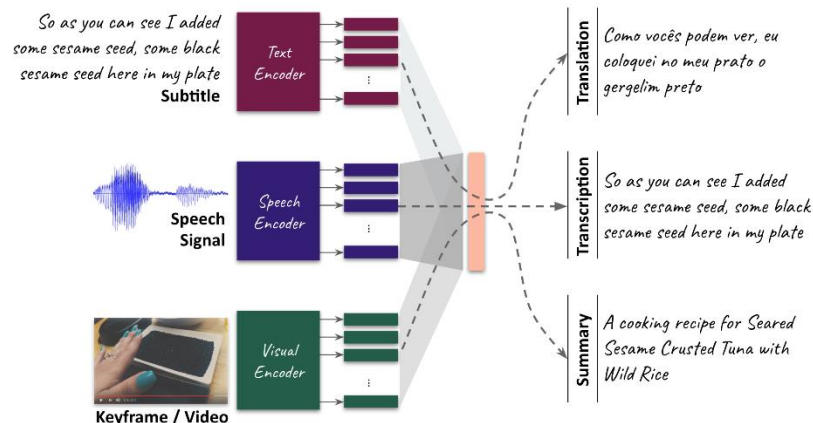 So as you can see I added
some sesame seed, some black
sesame seed here in my plate
Subtitle
Text
Encoder
Speech
Signal
Speech
Encoder
Keyframe / Video
Visual
Encoder
Translation
Como vocês podem ver, eu
coloquei no meu prato o
gergelim preto
Transcription
So as you can see I added
some sesame seed, some black
sesame seed here in my plate
Summary
A cooking recipe for Seared
Sesame Crusted Tuna with
Wild Rice